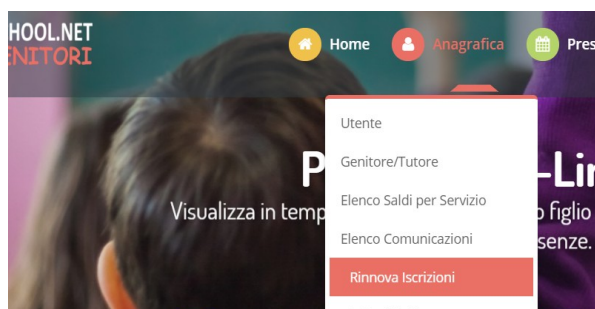 HOOL.NET
ENITORI
Home
Anagrafica
Pres
Utente
Genitore/Tutore
Elenco Saldi per Servizio
Elenco Comunicazioni
Rinnova Iscrizioni
P
-Lin
Visualizza in temp
o figlio
senze.